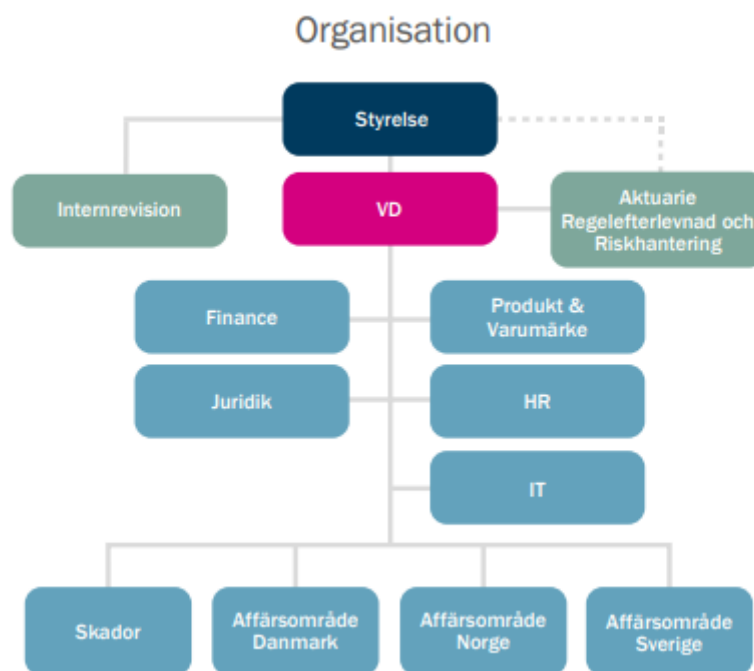 Organisation
Styrelse
Internrevision
VD
Aktuarie
Regelefterlevnad och
Riskhantering
Finance
Produkt &
Varumärke
Juridik
HR
IT
Skador
Affärsområde
Danmark
Affärsområde
Norge
Affärsområde
Sverige